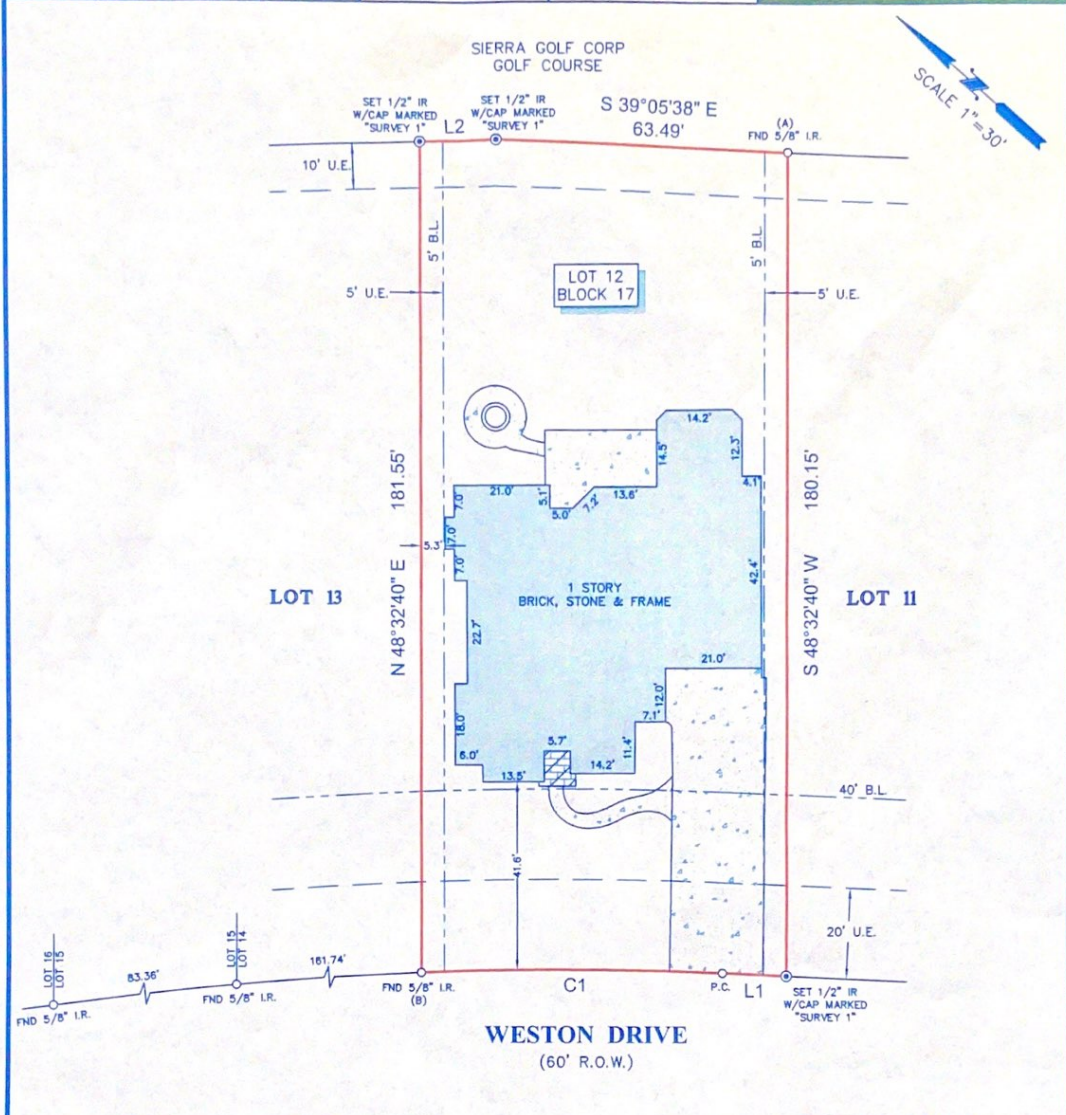 SIERRA GOLF CORP
GOLF COURSE
SCALE 1"=30'
SET 1/2" IR
W/CAP MARKED
"SURVEY 1"
L2
SET 1/2" IR
W/CAP MARKED
"SURVEY 1"
S 39°05'38" E
63.49'
(A)
FND 5/8" I.R.
10' U.E.
5' B.L.
5' B.L.
LOT 12
BLOCK 17
5' U.E.
5' U.E.
14.2'
14.5'
12.3'
4.1'
N 48°32'40" E 181.55'
S 48°32'40" W 180.15'
7.0'
21.0'
5.1'
5.0'
7.2'
13.6'
7.0'
5.3'
7.0'
42.4'
LOT 13
1 STORY
BRICK, STONE & FRAME
LOT 11
22.7'
21.0'
12.0'
7.1'
18.0'
5.7'
11.4'
6.0'
14.2'
13.5'
40' B.L.
41.6'
20' U.E.
LOT 16
LOT 15
83.36'
LOT 15
LOT 14
161.74'
FND 5/8" I.R.
FND 5/8" I.R.
FND 5/8" I.R.
(B)
C1
P.C.
L1
SET 1/2" IR
W/CAP MARKED
"SURVEY 1"
WESTON DRIVE
(60' R.O.W.)